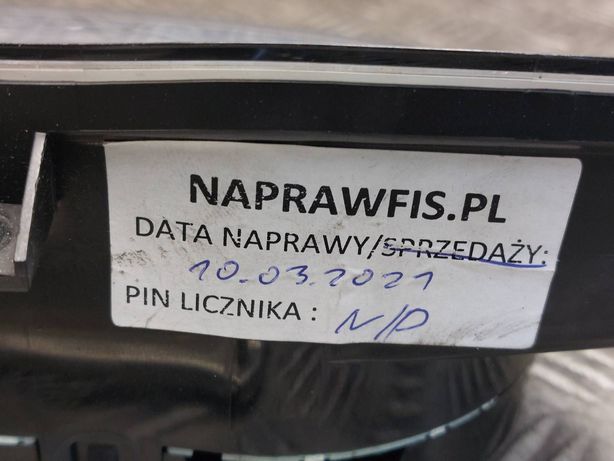 NAPRAWFIS.PL
DATA NAPRAWY/SPRZEDAŻY:
10.03.2021
PIN LICZNIKA : N/P